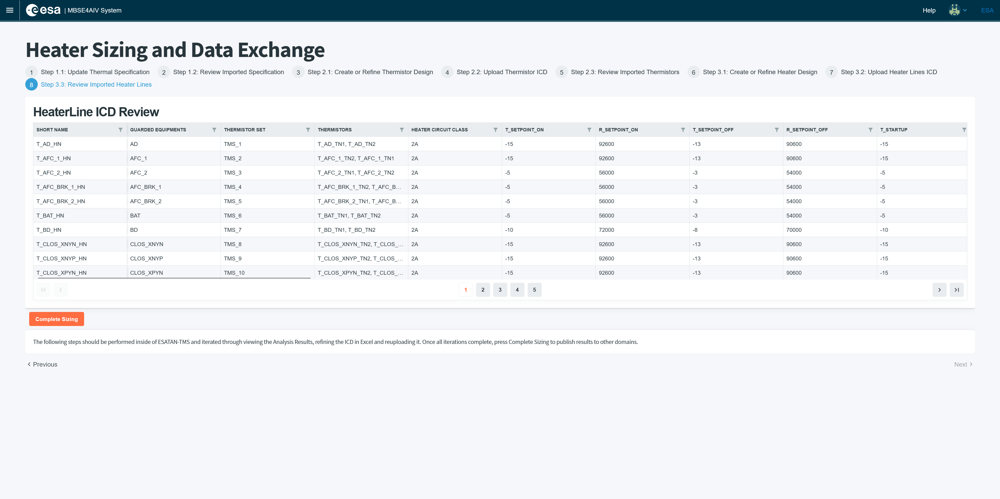 esa | MBSE4AIV System Help ESA
Heater Sizing and Data Exchange
1 Step 1.1: Update Thermal Specification 2 Step 1.2: Review Imported Specification 3 Step 2.1: Create or Refine Thermistor Design 4 Step 2.2: Upload Thermistor ICD 5 Step 2.3: Review Imported Thermistors 6 Step 3.1: Create or Refine Heater Design 7 Step 3.2: Upload Heater Lines ICD
8 Step 3.3: Review Imported Heater Lines
HeaterLine ICD Review
SHORT NAME GUARDED EQUIPMENTS THERMISTOR SET THERMISTORS HEATER CIRCUIT CLASS T_SETPOINT_ON R_SETPOINT_ON T_SETPOINT_OFF R_SETPOINT_OFF T_STARTUP
T_AD_HN AD TMS_1 T_AD_TN1, T_AD_TN2 2A -15 92600 -13 90600 -15
T_AFC_1_HN AFC_1 TMS_2 T_AFC_1_TN2, T_AFC_1_TN1 2A -15 92600 -13 90600 -15
T_AFC_2_HN AFC_2 TMS_3 T_AFC_2_TN1, T_AFC_2_TN2 2A -5 56000 -3 54000 -5
T_AFC_BRK_1_HN AFC_BRK_1 TMS_4 T_AFC_BRK_1_TN2, T_AFC_B... 2A -5 56000 -3 54000 -5
T_AFC_BRK_2_HN AFC_BRK_2 TMS_5 T_AFC_BRK_2_TN1, T_AFC_B... 2A -5 56000 -3 54000 -5
T_BAT_HN BAT TMS_6 T_BAT_TN1, T_BAT_TN2 2A -5 56000 -3 54000 -5
T_BD_HN BD TMS_7 T_BD_TN1, T_BD_TN2 2A -10 72000 -8 70000 -10
T_CLOS_XNYN_HN CLOS_XNYN TMS_8 T_CLOS_XNYN_TN2, T_CLOS_... 2A -15 92600 -13 90600 -15
T_CLOS_XNYP_HN CLOS_XNYP TMS_9 T_CLOS_XNYP_TN2, T_CLOS_... 2A -15 92600 -13 90600 -15
T_CLOS_XPYN_HN CLOS_XPYN TMS_10 T_CLOS_XPYN_TN2, T_CLOS_... 2A -15 92600 -13 90600 -15
1 2 3 4 5
Complete Sizing
The following steps should be performed inside of ESATAN-TMS and iterated through viewing the Analysis Results, refining the ICD in Excel and reuploading it. Once all iterations complete, press Complete Sizing to publish results to other domains.
Previous Next